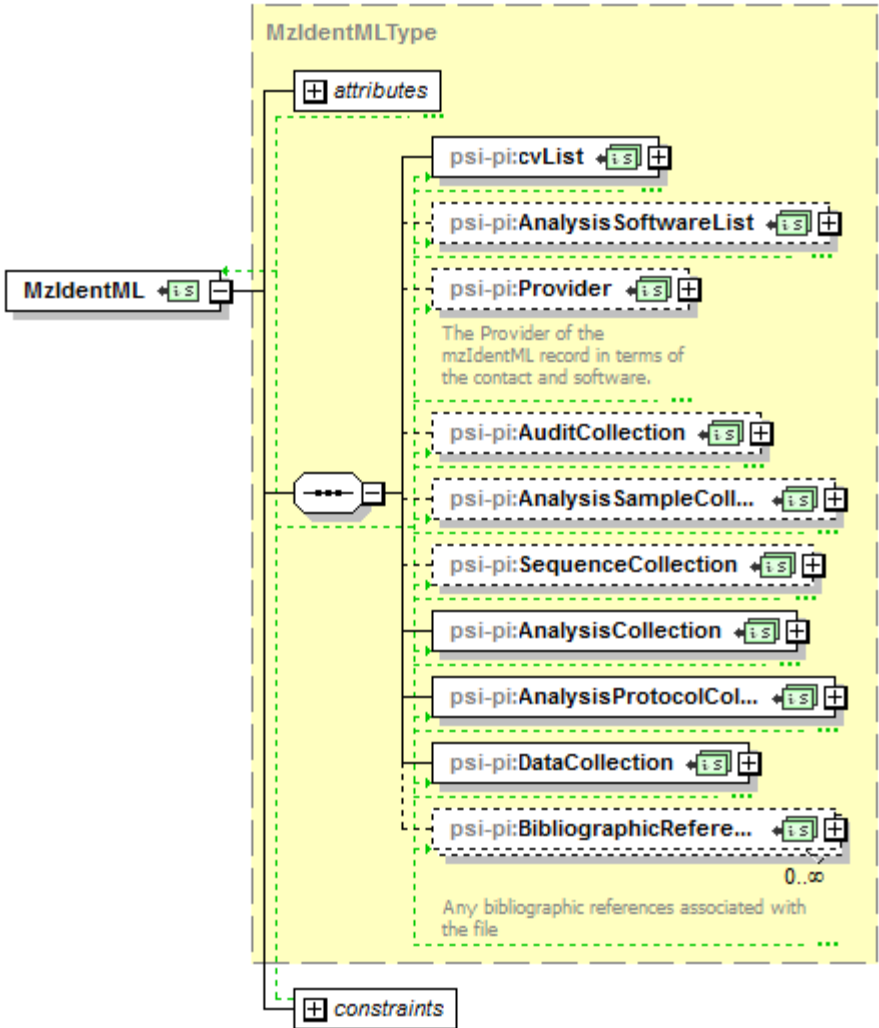 MzIdentMLType
attributes
psi-pi:cvList
psi-pi:AnalysisSoftwareList
MzIdentML
psi-pi:Provider
The Provider of the
mzIdentML record in terms of
the contact and software.
psi-pi:AuditCollection
psi-pi:AnalysisSampleColl...
psi-pi:SequenceCollection
psi-pi:AnalysisCollection
psi-pi:AnalysisProtocolCol...
psi-pi:DataCollection
psi-pi:BibliographicRefere...
0..∞
Any bibliographic references associated with
the file
constraints